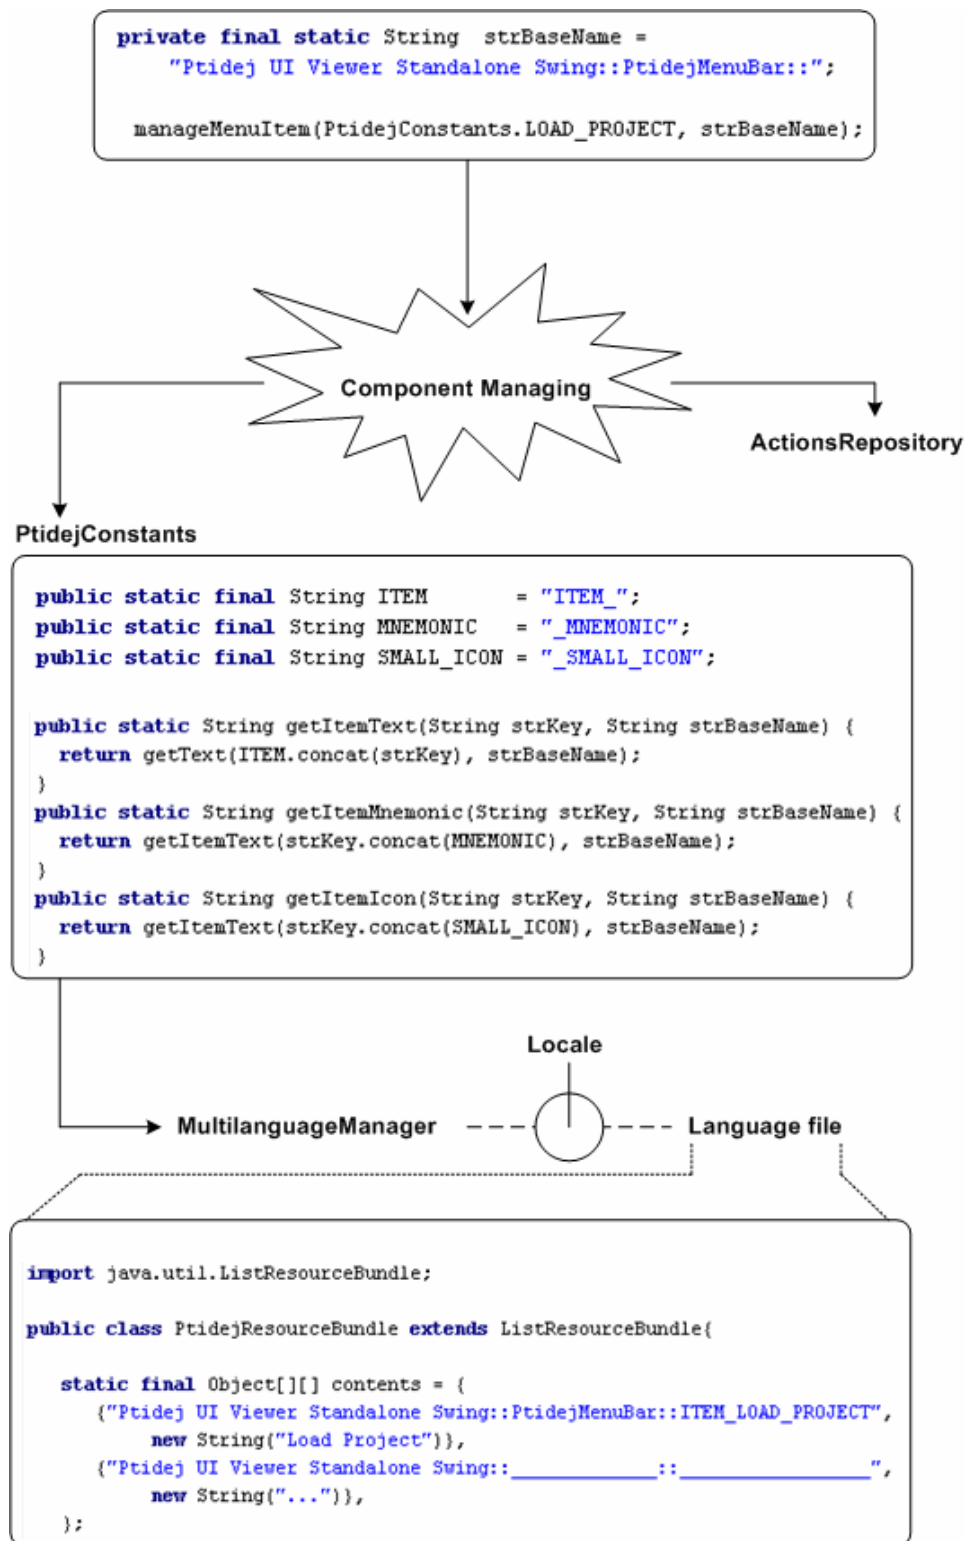 private final static String strBaseName =
"Ptidej UI Viewer Standalone Swing::PtidejMenuBar::";
manageMenuItem(PtidejConstants.LOAD_PROJECT, strBaseName);
Component Managing
ActionsRepository
PtidejConstants
public static final String ITEM = "ITEM_";
public static final String MNEMONIC = "_MNEMONIC";
public static final String SMALL_ICON = "_SMALL_ICON";
public static String getItemText(String strKey, String strBaseName) {
return getText(ITEM.concat(strKey), strBaseName);
}
public static String getItemMnemonic(String strKey, String strBaseName) {
return getItemText(strKey.concat(MNEMONIC), strBaseName);
}
public static String getItemIcon(String strKey, String strBaseName) {
return getItemText(strKey.concat(SMALL_ICON), strBaseName);
}
Locale
MultilanguageManager
Language file
import java.util.ListResourceBundle;
public class PtidejResourceBundle extends ListResourceBundle{
static final Object[][] contents = {
{"Ptidej UI Viewer Standalone Swing::PtidejMenuBar::ITEM_LOAD_PROJECT",
new String("Load Project")},
{"Ptidej UI Viewer Standalone Swing::____________::________________",
new String("...")},
};